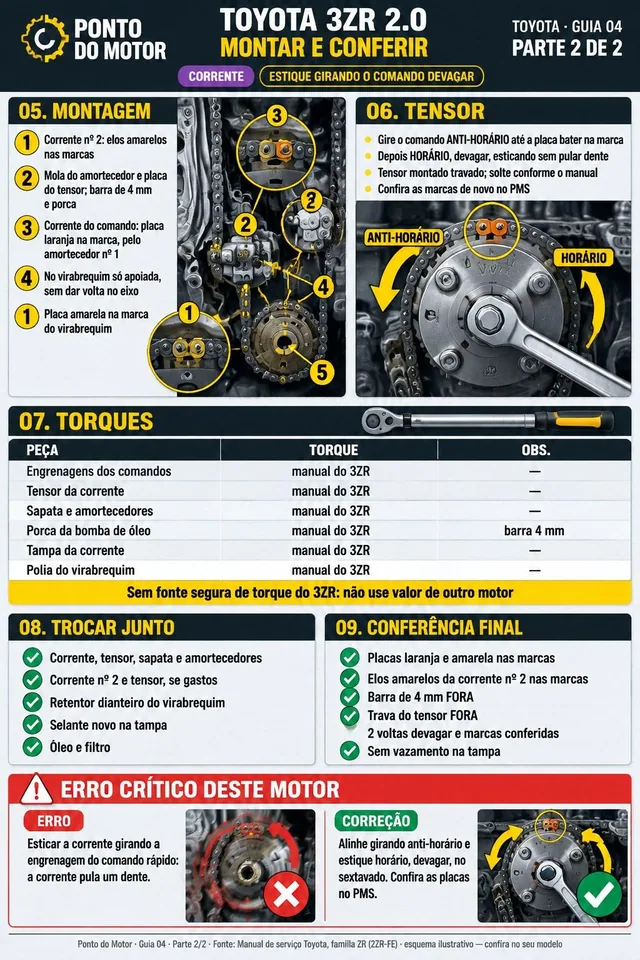 PONTO
DO MOTOR
TOYOTA 3ZR 2.0
MONTAR E CONFERIR
CORRENTE
ESTIQUE GIRANDO O COMANDO DEVAGAR
TOYOTA · GUIA 04
PARTE 2 DE 2
05. MONTAGEM
1 Corrente nº 2: elos amarelos
nas marcas
2 Mola do amortecedor e placa
do tensor; barra de 4 mm
e porca
3 Corrente do comando: placa
laranja na marca, pelo
amortecedor nº 1
4 No virabrequim só apoiada,
sem dar volta no eixo
1 Placa amarela na marca
do virabrequim
3
2
2
4
1
5
06. TENSOR
Gire o comando ANTI-HORÁRIO até a placa bater na marca
Depois HORÁRIO, devagar, esticando sem pular dente
Tensor montado travado; solte conforme o manual
Confira as marcas de novo no PMS
ANTI-HORÁRIO
HORÁRIO
07. TORQUES
PEÇA TORQUE OBS.
Engrenagens dos comandos manual do 3ZR —
Tensor da corrente manual do 3ZR —
Sapata e amortecedores manual do 3ZR —
Porca da bomba de óleo manual do 3ZR barra 4 mm
Tampa da corrente manual do 3ZR —
Polia do virabrequim manual do 3ZR —
Sem fonte segura de torque do 3ZR: não use valor de outro motor
08. TROCAR JUNTO
Corrente, tensor, sapata e amortecedores
Corrente nº 2 e tensor, se gastos
Retentor dianteiro do virabrequim
Selante novo na tampa
Óleo e filtro
09. CONFERÊNCIA FINAL
Placas laranja e amarela nas marcas
Elos amarelos da corrente nº 2 nas marcas
Barra de 4 mm FORA
Trava do tensor FORA
2 voltas devagar e marcas conferidas
Sem vazamento na tampa
ERRO CRÍTICO DESTE MOTOR
ERRO
Esticar a corrente girando a
engrenagem do comando rápido:
a corrente pula um dente.
CORREÇÃO
Alinhe girando anti-horário e
estique horário, devagar, no
sextavado. Confira as placas
no PMS.
Ponto do Motor · Guia 04 · Parte 2/2 · Fonte: Manual de serviço Toyota, família ZR (2ZR-FE) · esquema ilustrativo — confira no seu modelo